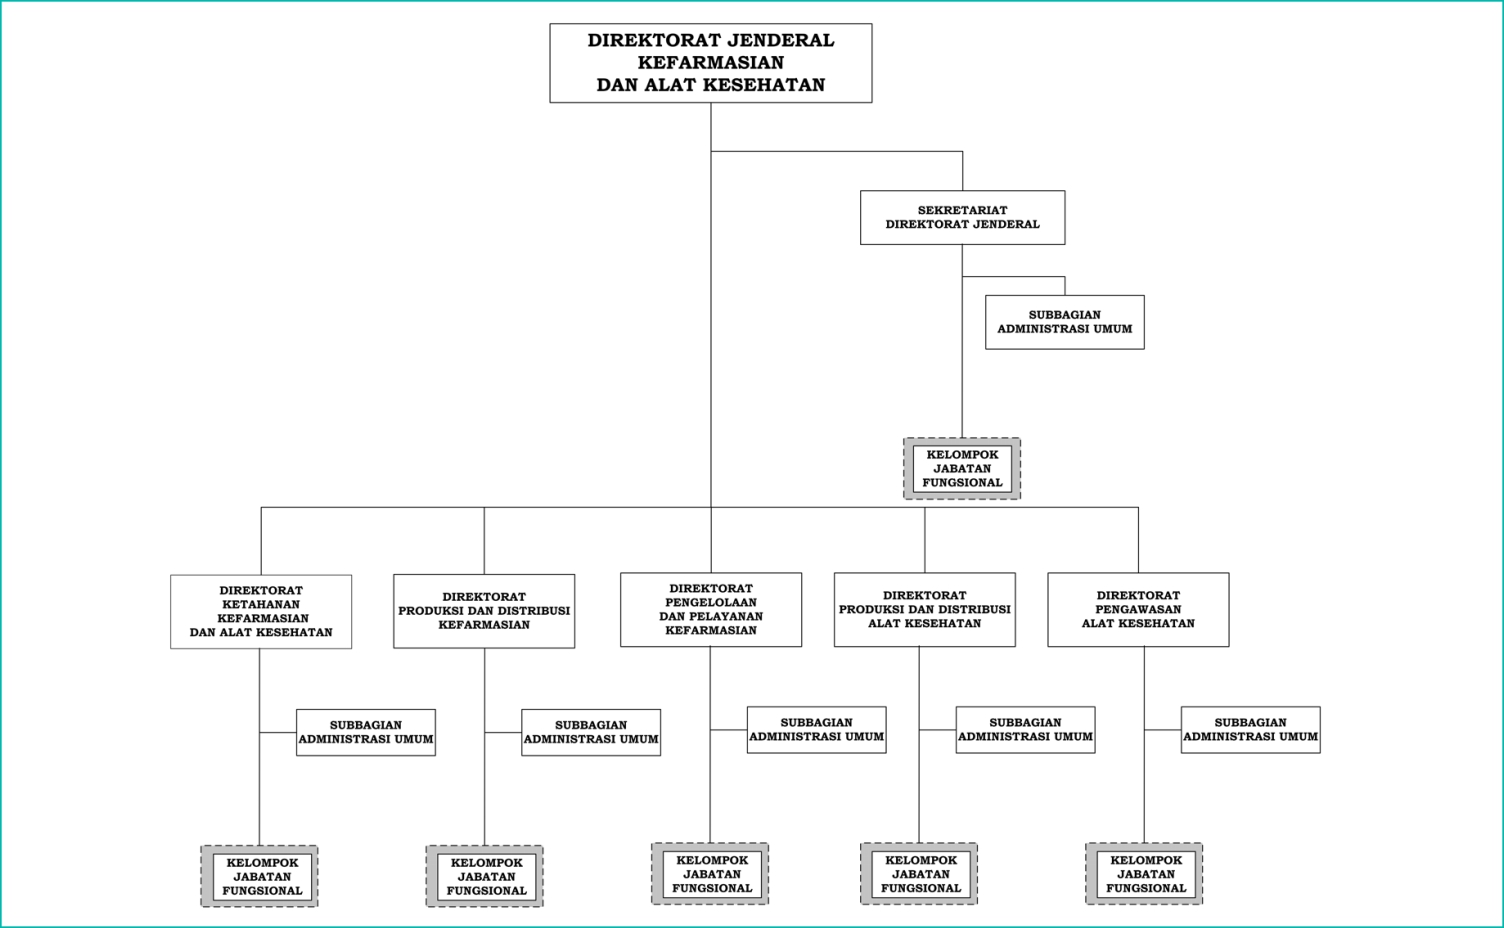 DIREKTORAT JENDERAL
KEFARMASIAN
DAN ALAT KESEHATAN
SEKRETARIAT
DIREKTORAT JENDERAL
SUBBAGIAN
ADMINISTRASI UMUM
KELOMPOK
JABATAN
FUNGSIONAL
DIREKTORAT
KETAHANAN
KEFARMASIAN
DAN ALAT KESEHATAN
DIREKTORAT
PRODUKSI DAN DISTRIBUSI
KEFARMASIAN
DIREKTORAT
PENGELOLAAN
DAN PELAYANAN
KEFARMASIAN
DIREKTORAT
PRODUKSI DAN DISTRIBUSI
ALAT KESEHATAN
DIREKTORAT
PENGAWASAN
ALAT KESEHATAN
SUBBAGIAN
ADMINISTRASI UMUM
SUBBAGIAN
ADMINISTRASI UMUM
SUBBAGIAN
ADMINISTRASI UMUM
SUBBAGIAN
ADMINISTRASI UMUM
SUBBAGIAN
ADMINISTRASI UMUM
KELOMPOK
JABATAN
FUNGSIONAL
KELOMPOK
JABATAN
FUNGSIONAL
KELOMPOK
JABATAN
FUNGSIONAL
KELOMPOK
JABATAN
FUNGSIONAL
KELOMPOK
JABATAN
FUNGSIONAL